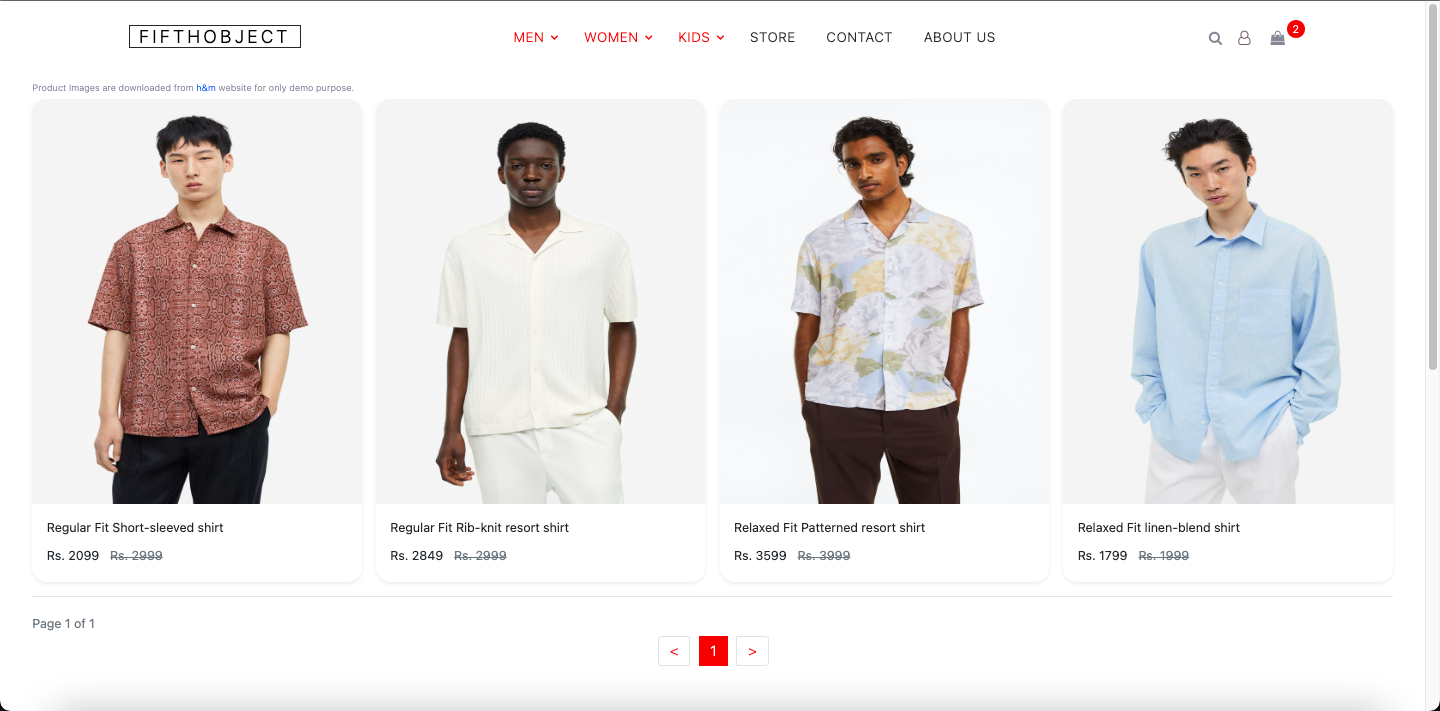 FIFTHOBJECT MEN WOMEN KIDS STORE CONTACT ABOUT US 2
Product Images are downloaded from h&m website for only demo purpose.
Regular Fit Short-sleeved shirt
Rs. 2099 Rs. 2999
Regular Fit Rib-knit resort shirt
Rs. 2849 Rs. 2999
Relaxed Fit Patterned resort shirt
Rs. 3599 Rs. 3999
Relaxed Fit linen-blend shirt
Rs. 1799 Rs. 1999
Page 1 of 1
< 1 >